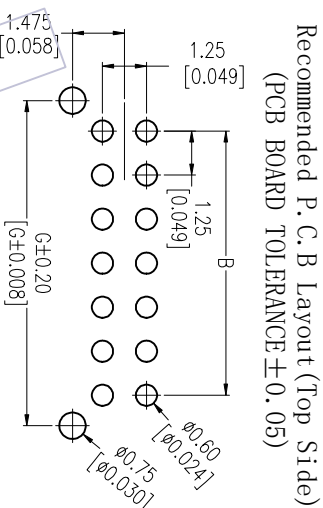 Recommended P. C. B Layout(Top Side)
(PCB BOARD TOLERANCE±0.05)
1.475
[0.058]
1.25
[0.049]
1.25
[0.049]
B
G±0.20
[G±0.008]
ø0.60
[ø0.024]
ø0.75
[ø0.030]